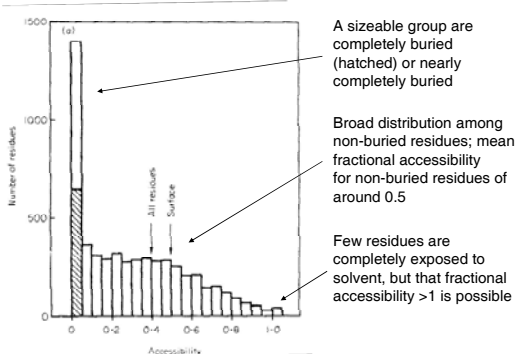 (a)
1500
1000
500
0
Number of residues
All residues
Surface
0 0·2 0·4 0·6 0·8 1·0
Accessibility
A sizeable group are
completely buried
(hatched) or nearly
completely buried
Broad distribution among
non-buried residues; mean
fractional accessibility
for non-buried residues of
around 0.5
Few residues are
completely exposed to
solvent, but that fractional
accessibility >1 is possible